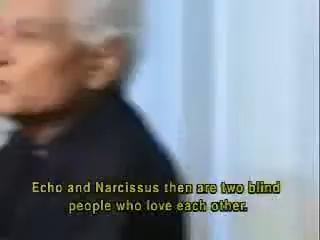 Echo and Narcissus then are two blind
people who love each other.